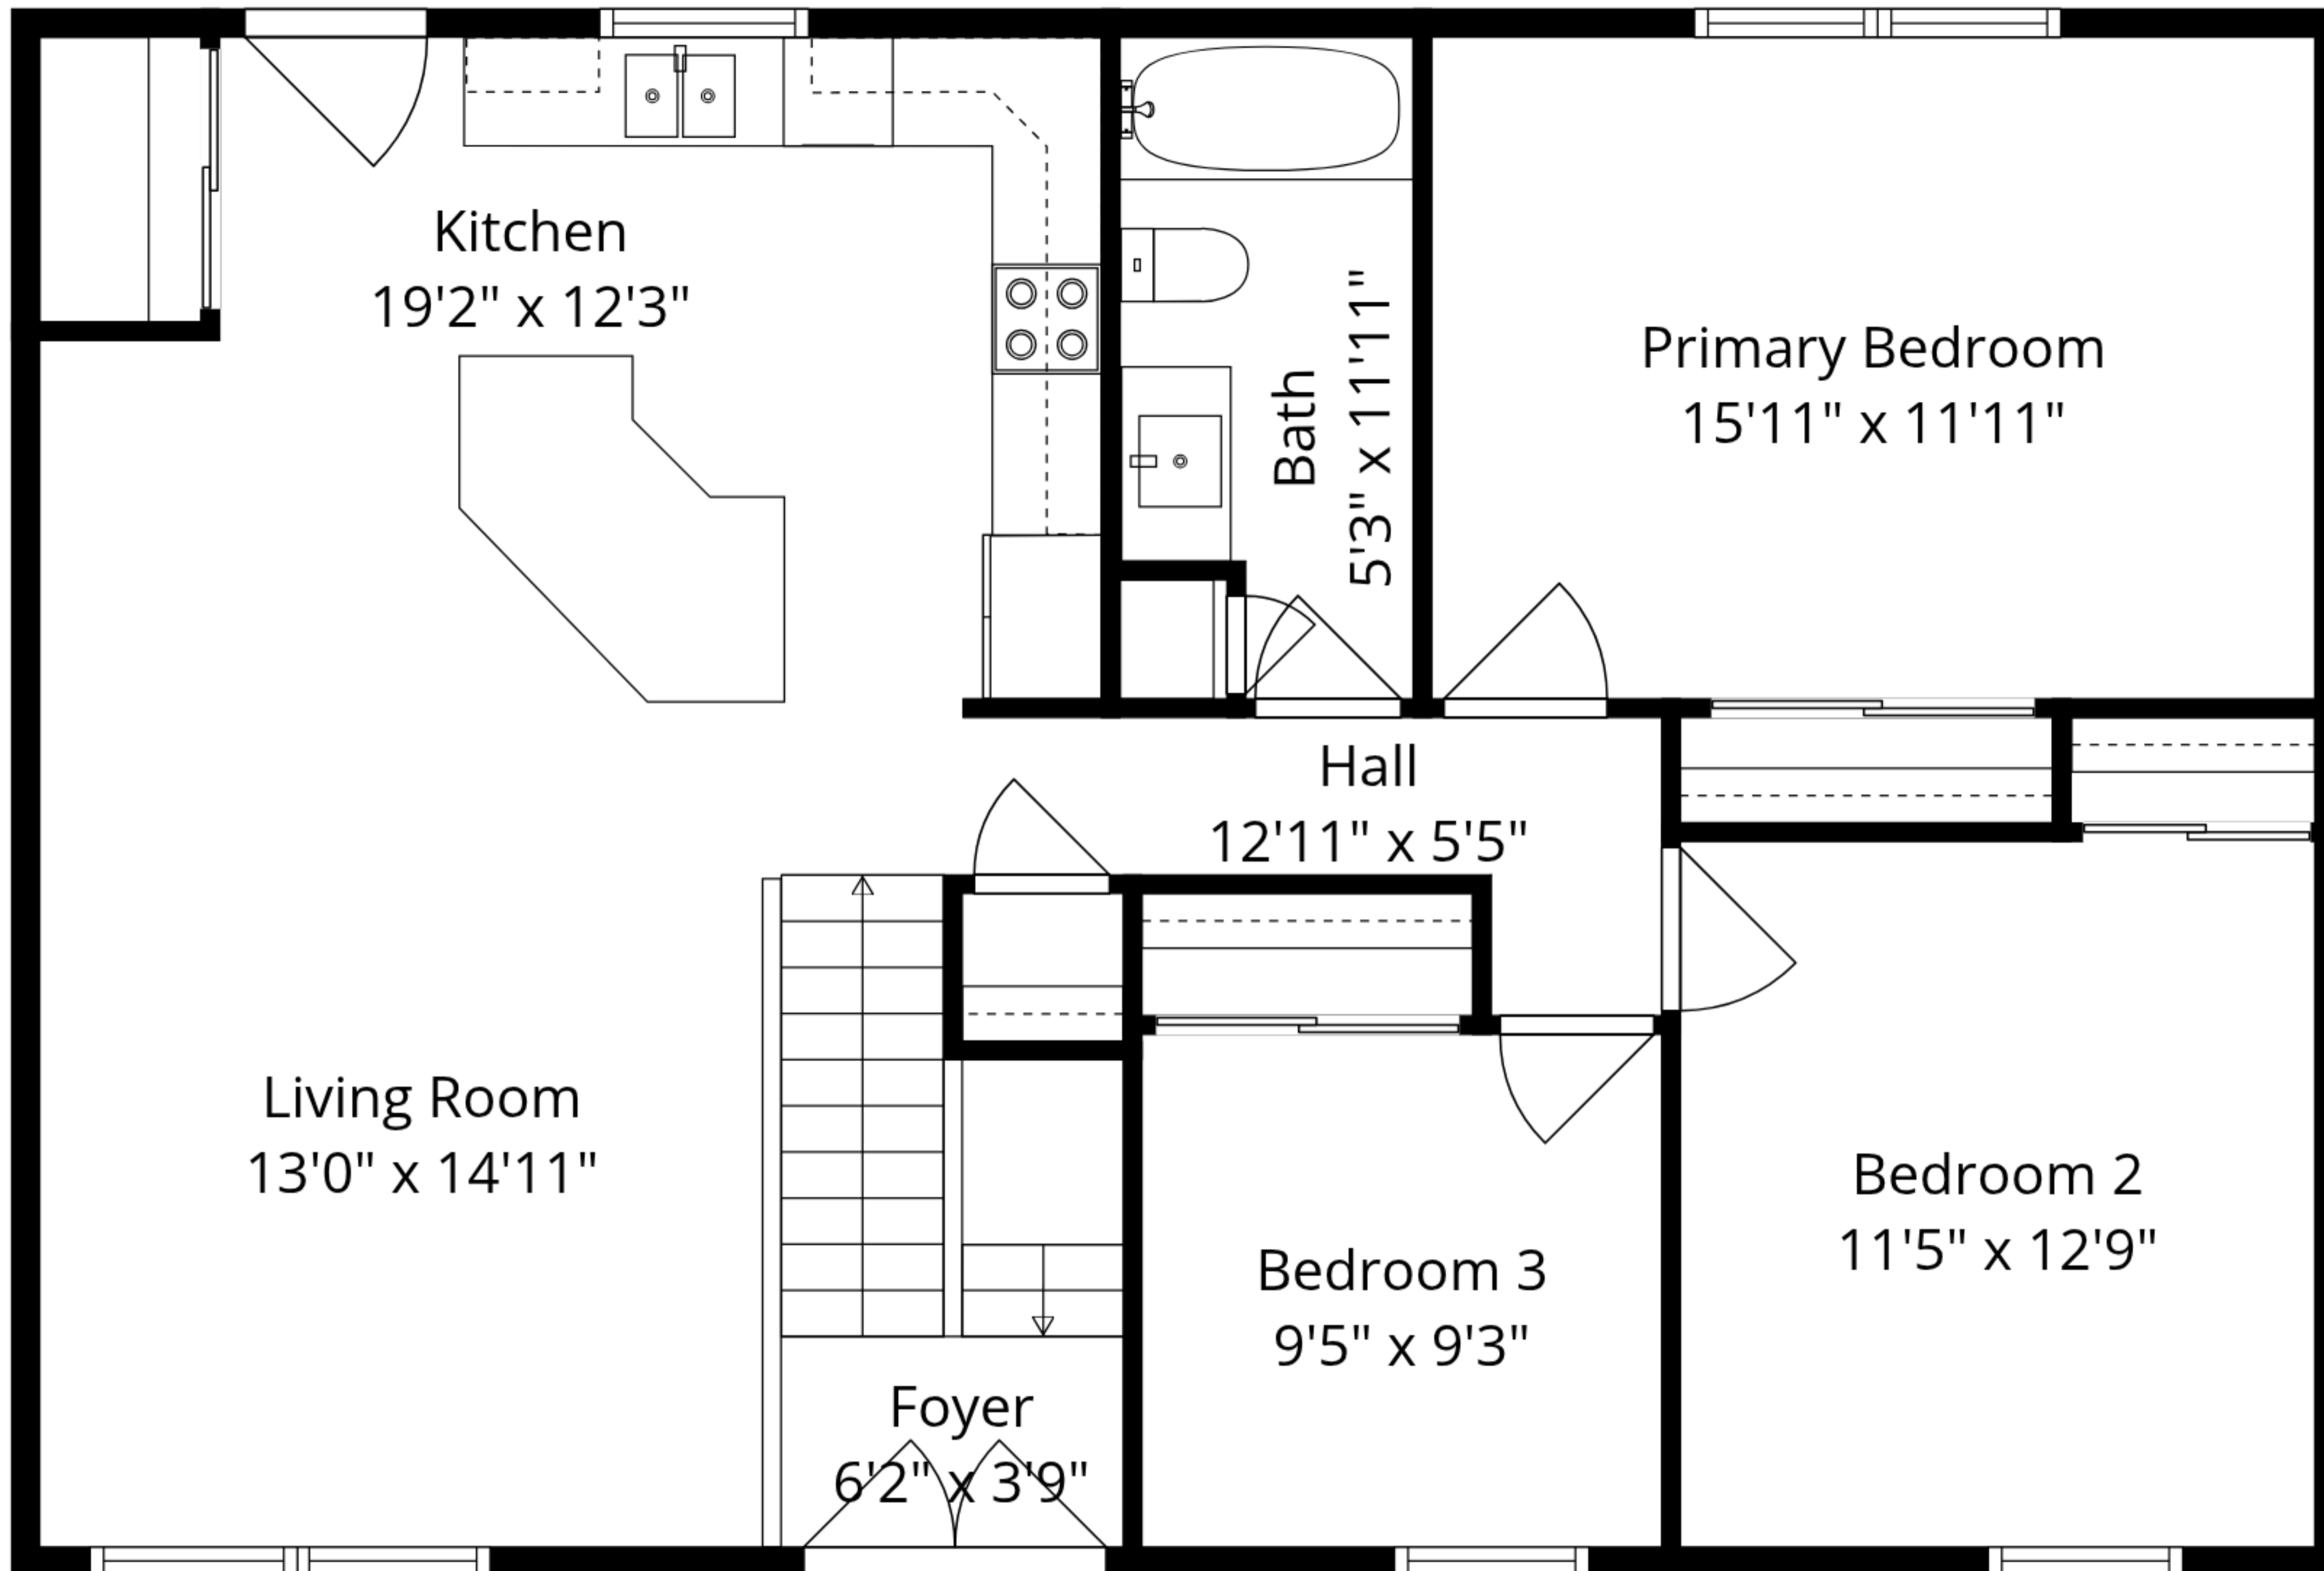 Kitchen
19'2" x 12'3"
Bath
5'3" x 11'11"
Primary Bedroom
15'11" x 11'11"
Hall
12'11" x 5'5"
Living Room
13'0" x 14'11"
Bedroom 2
11'5" x 12'9"
Bedroom 3
9'5" x 9'3"
Foyer
6'2" x 3'9"